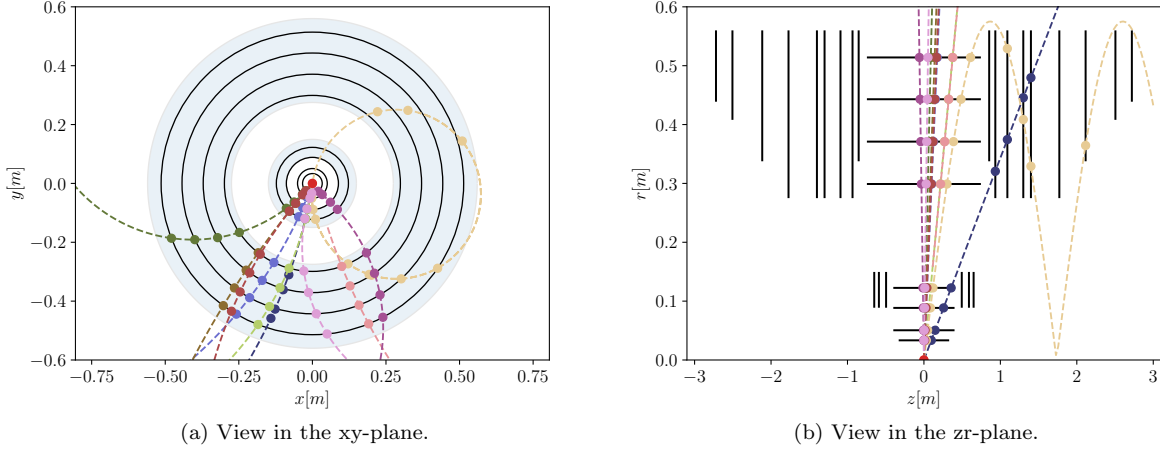 0.6
0.4
0.2
0.0
−0.2
−0.4
−0.6
y[m]
−0.75 −0.50 −0.25 0.00 0.25 0.50 0.75
x[m]
(a) View in the xy-plane.
0.6
0.5
0.4
0.3
0.2
0.1
0.0
r[m]
−3 −2 −1 0 1 2 3
z[m]
(b) View in the zr-plane.